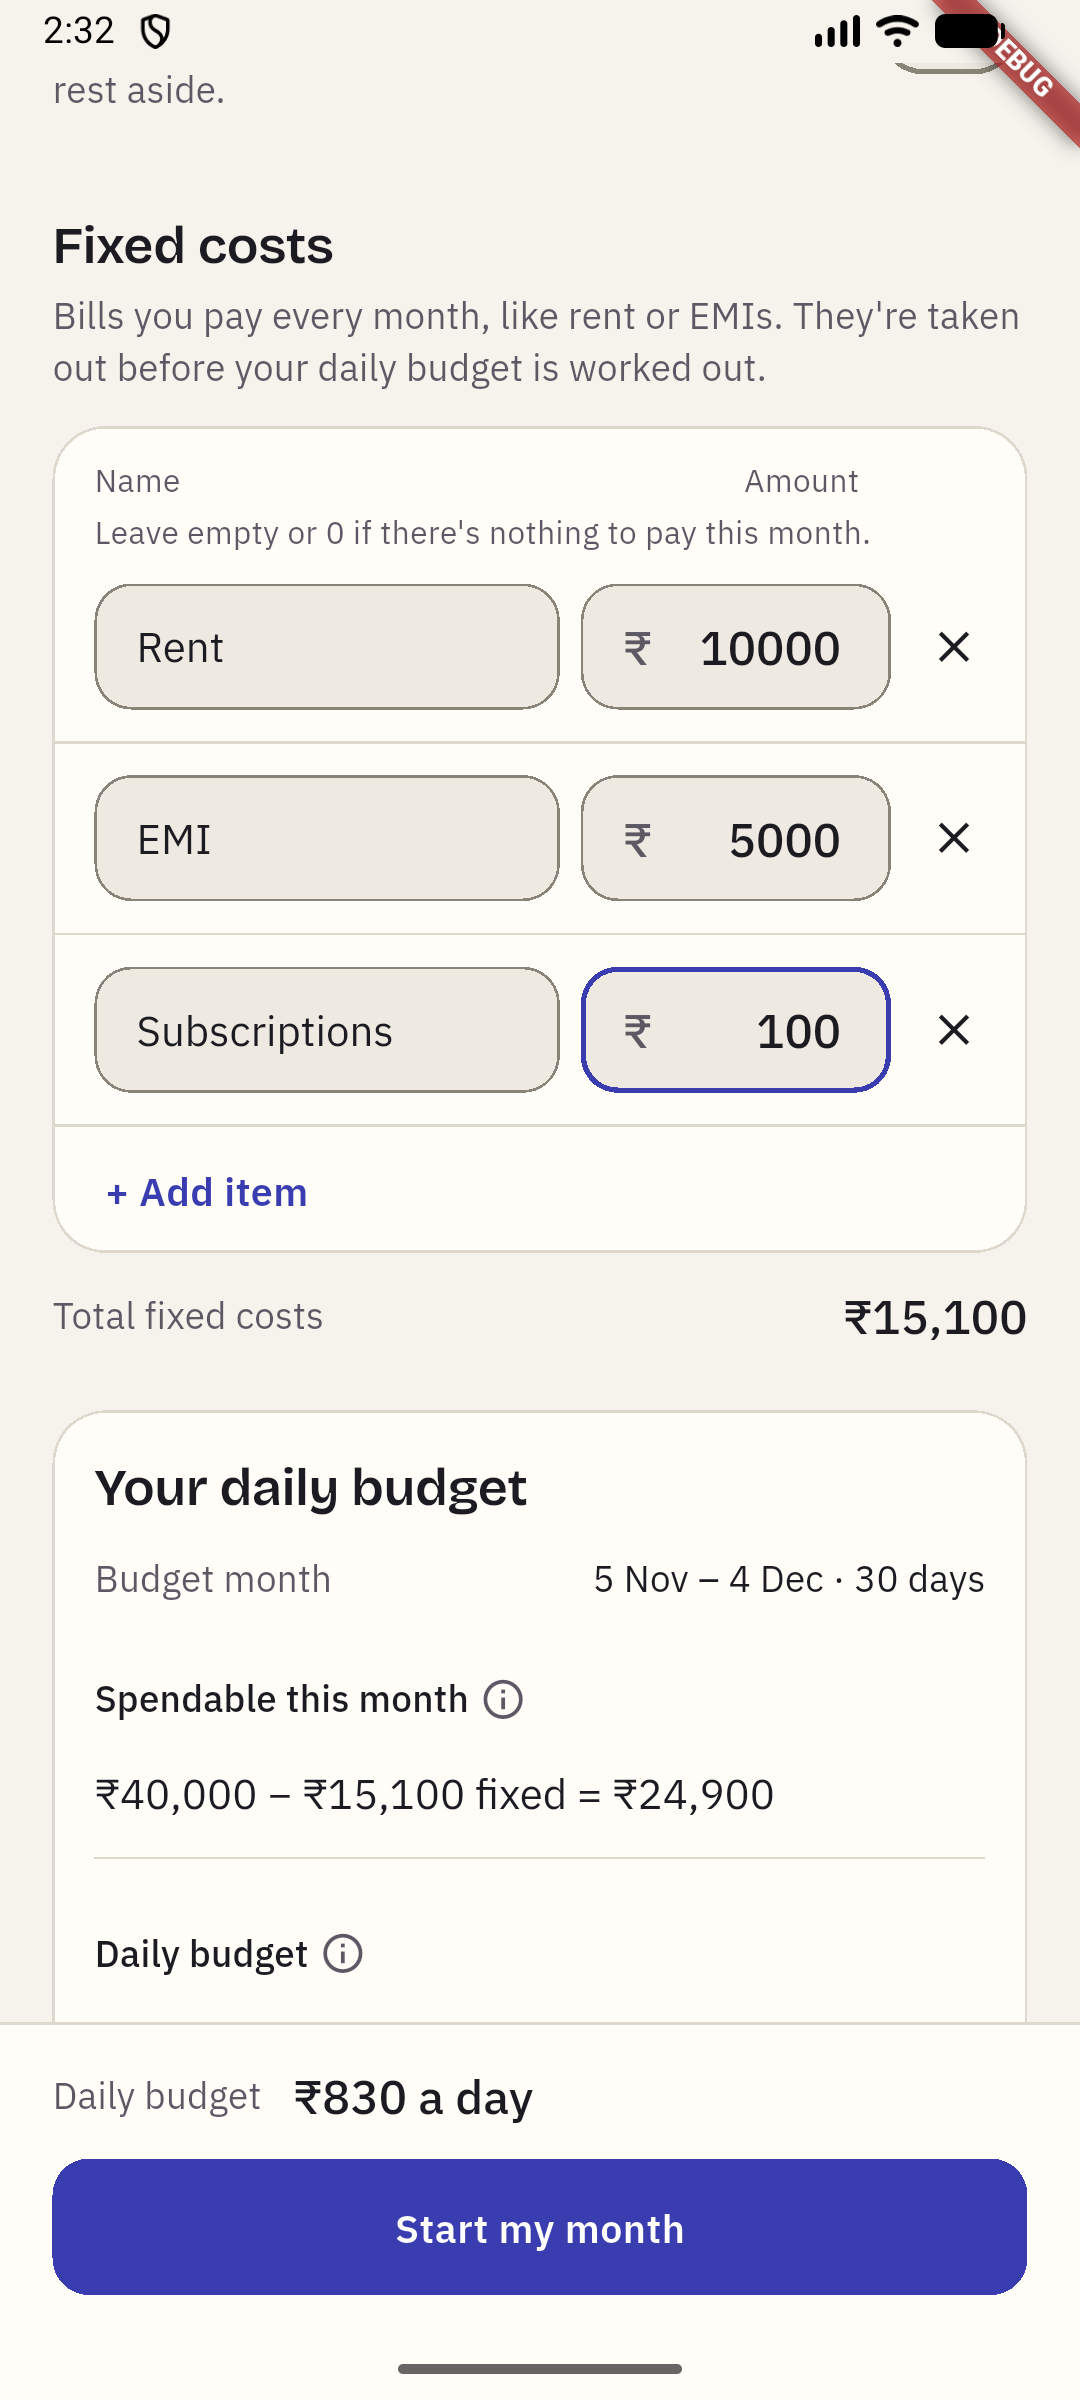 2:32
EBUG
rest aside.
Fixed costs
Bills you pay every month, like rent or EMIs. They're taken
out before your daily budget is worked out.
Name Amount
Leave empty or 0 if there's nothing to pay this month.
Rent ₹ 10000
EMI ₹ 5000
Subscriptions ₹ 100
+ Add item
Total fixed costs ₹15,100
Your daily budget
Budget month 5 Nov – 4 Dec · 30 days
Spendable this month
₹40,000 – ₹15,100 fixed = ₹24,900
Daily budget
Daily budget ₹830 a day
Start my month